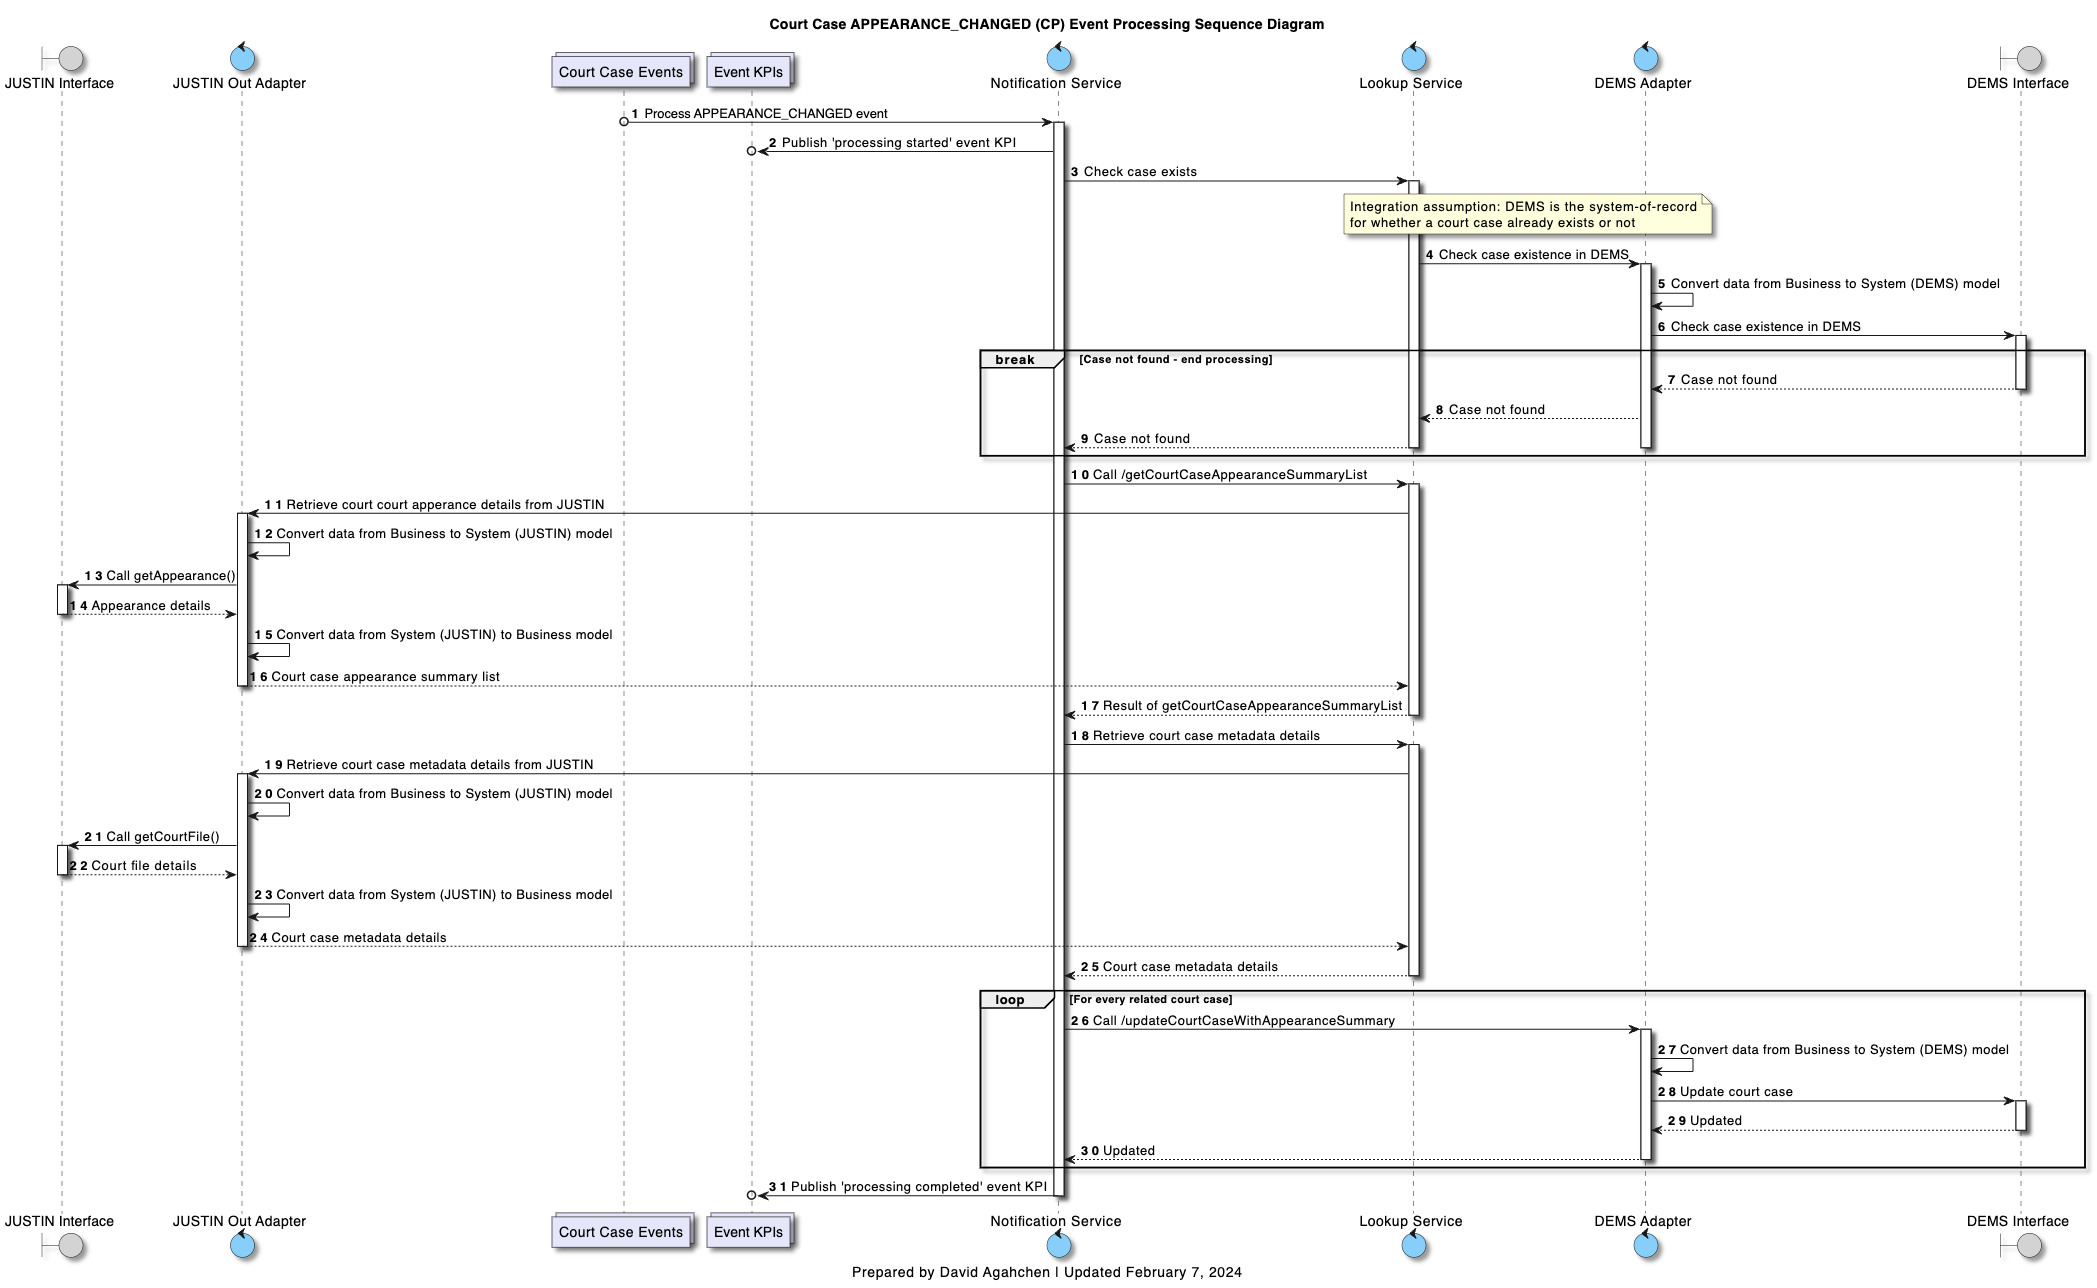 Court Case APPEARANCE_CHANGED (CP) Event Processing Sequence Diagram
JUSTIN Interface
JUSTIN Out Adapter
Court Case Events
Event KPIs
Notification Service
Lookup Service
DEMS Adapter
DEMS Interface
1 Process APPEARANCE_CHANGED event
2 Publish 'processing started' event KPI
3 Check case exists
Integration assumption: DEMS is the system-of-record
for whether a court case already exists or not
4 Check case existence in DEMS
5 Convert data from Business to System (DEMS) model
6 Check case existence in DEMS
break [Case not found - end processing]
7 Case not found
8 Case not found
9 Case not found
10 Call /getCourtCaseAppearanceSummaryList
11 Retrieve court court apperance details from JUSTIN
12 Convert data from Business to System (JUSTIN) model
13 Call getAppearance()
14 Appearance details
15 Convert data from System (JUSTIN) to Business model
16 Court case appearance summary list
17 Result of getCourtCaseAppearanceSummaryList
18 Retrieve court case metadata details
19 Retrieve court case metadata details from JUSTIN
20 Convert data from Business to System (JUSTIN) model
21 Call getCourtFile()
22 Court file details
23 Convert data from System (JUSTIN) to Business model
24 Court case metadata details
25 Court case metadata details
loop [For every related court case]
26 Call /updateCourtCaseWithAppearanceSummary
27 Convert data from Business to System (DEMS) model
28 Update court case
29 Updated
30 Updated
31 Publish 'processing completed' event KPI
JUSTIN Interface
JUSTIN Out Adapter
Court Case Events
Event KPIs
Notification Service
Lookup Service
DEMS Adapter
DEMS Interface
Prepared by David Agahchen | Updated February 7, 2024